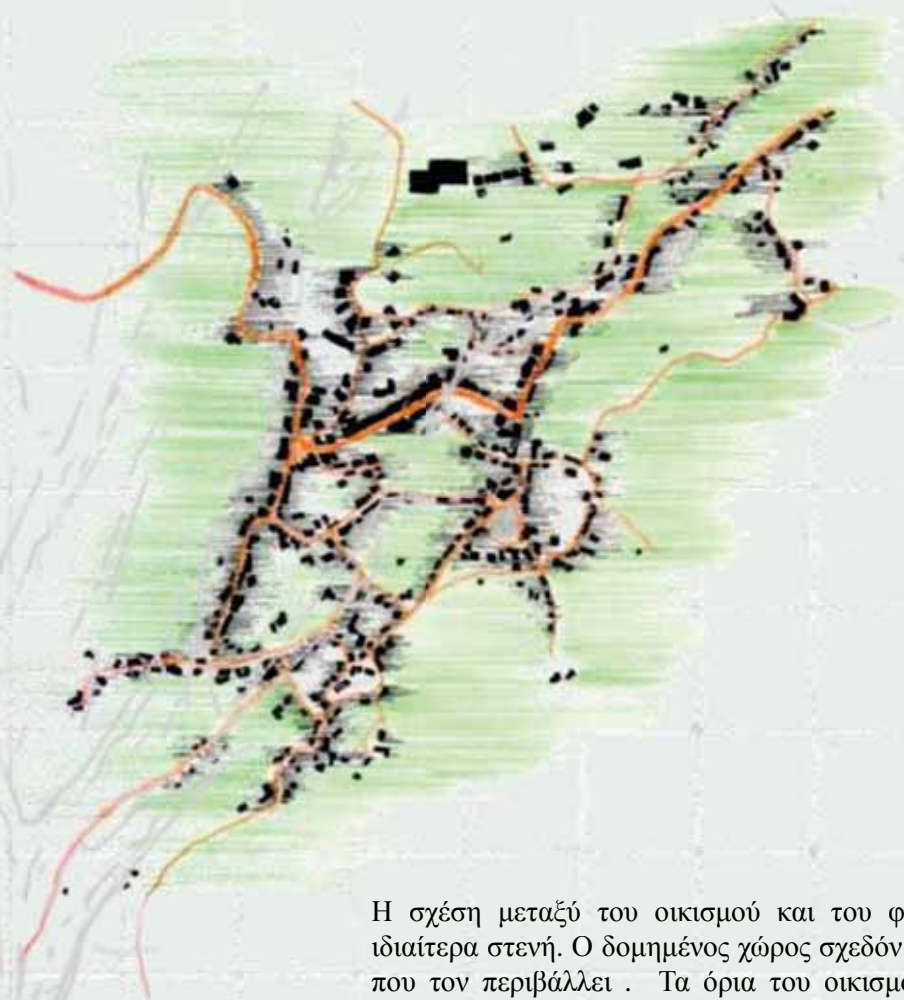 Η σχέση μεταξύ του οικισμού και του φ
ιδιαίτερα στενή. Ο δομημένος χώρος σχεδόν
που τον περιβάλλει . Τα όρια του οικισμο